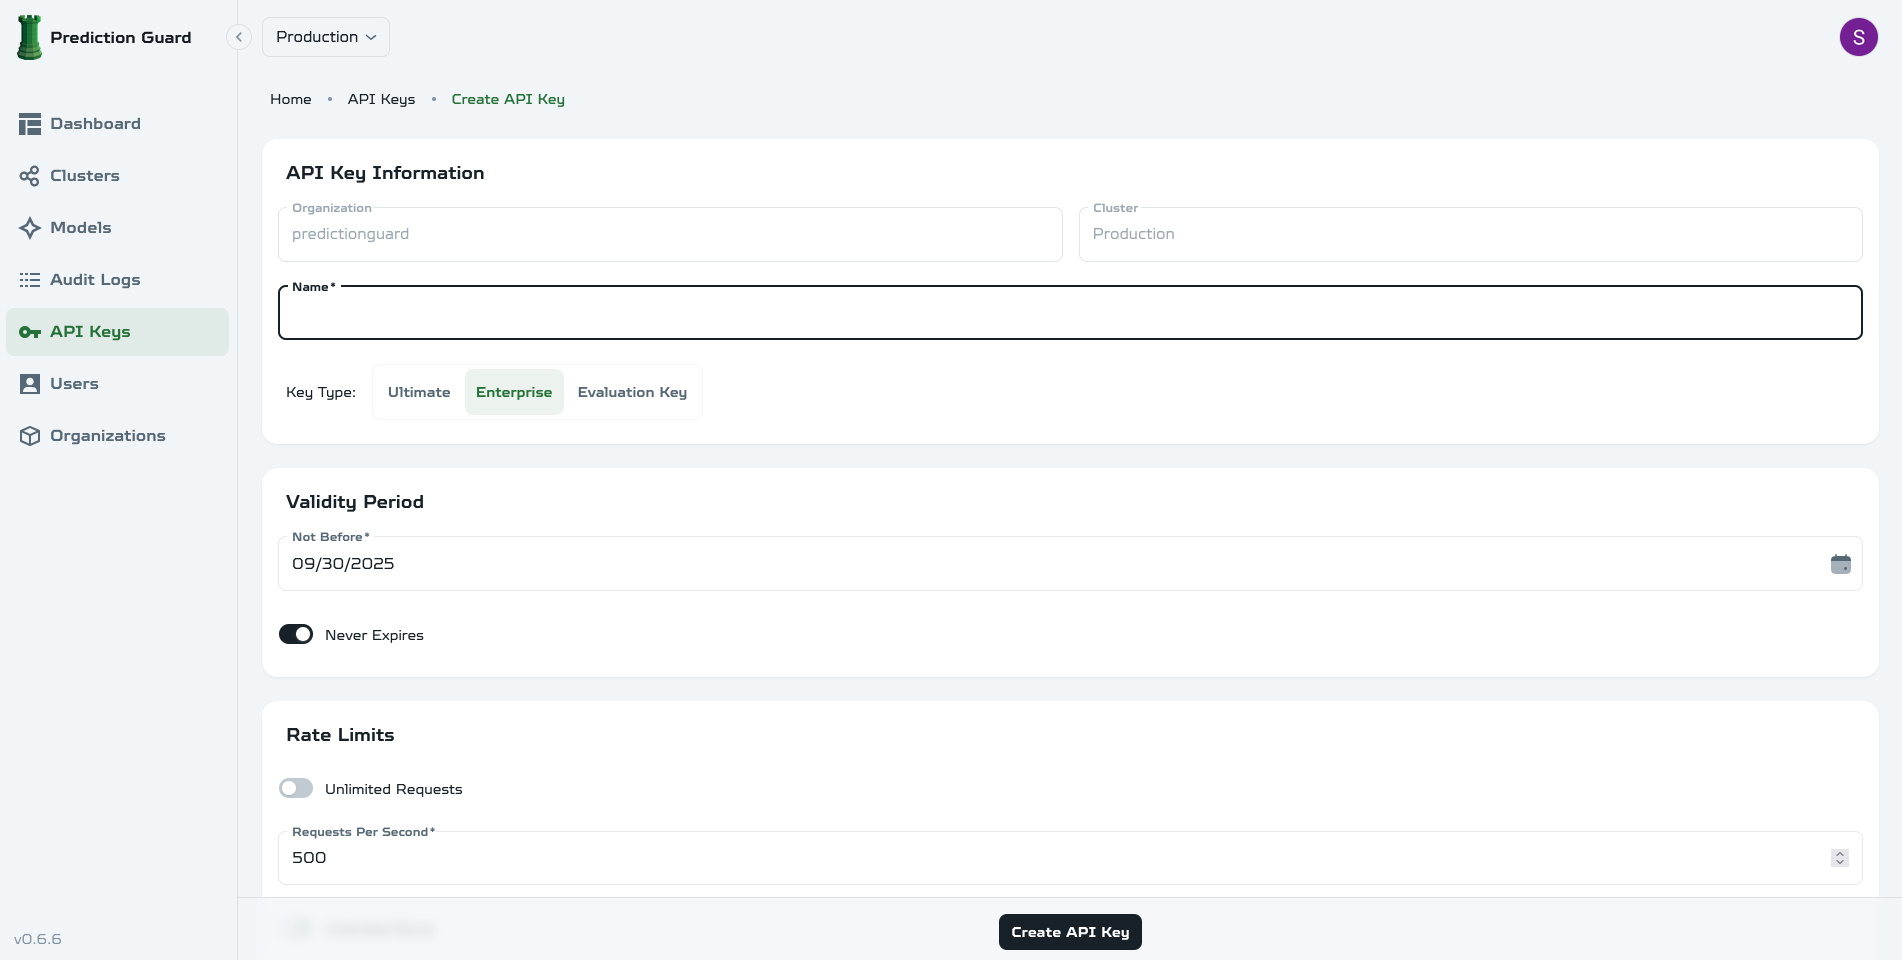 Prediction Guard
Production
S
Dashboard
Clusters
Models
Audit Logs
API Keys
Users
Organizations
v0.6.6
Home • API Keys • Create API Key
API Key Information
Organization
predictionguard
Cluster
Production
Name*
Key Type: Ultimate Enterprise Evaluation Key
Validity Period
Not Before*
09/30/2025
Never Expires
Rate Limits
Unlimited Requests
Requests Per Second*
500
Create API Key